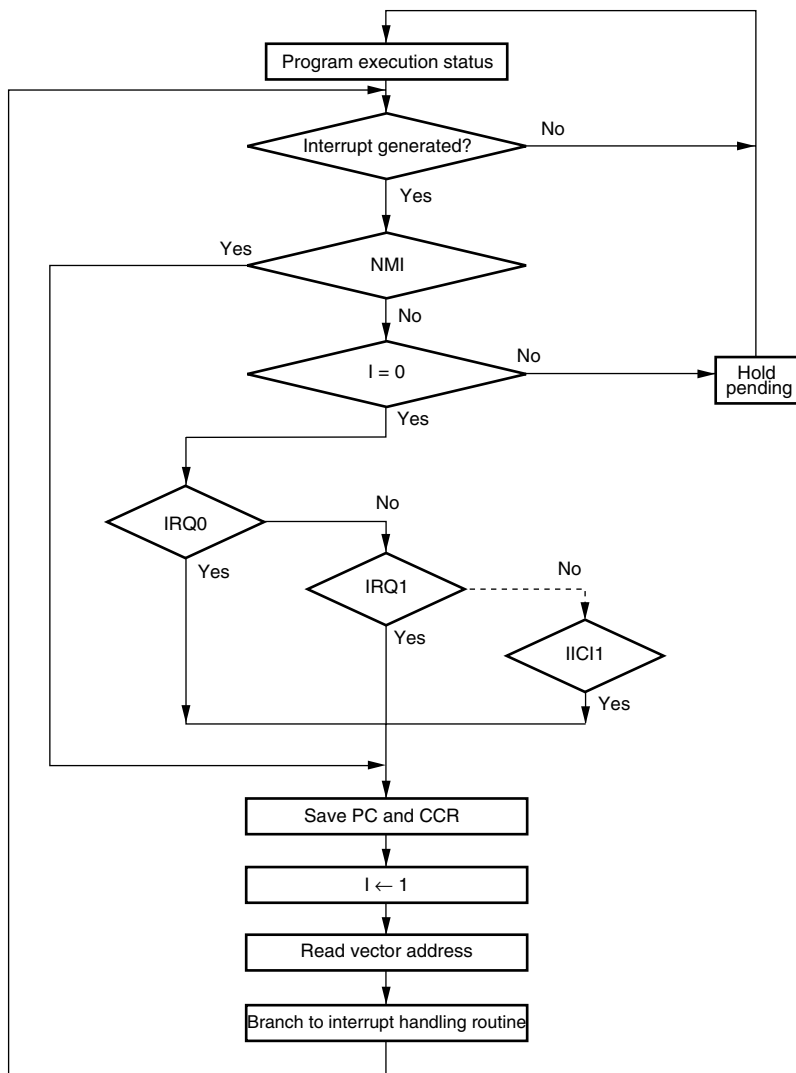 Program execution status
Interrupt generated?
No
Yes
Yes
NMI
No
I = 0
No
Hold
pending
Yes
IRQ0
No
Yes
IRQ1
No
Yes
IICI1
Yes
Save PC and CCR
I ← 1
Read vector address
Branch to interrupt handling routine